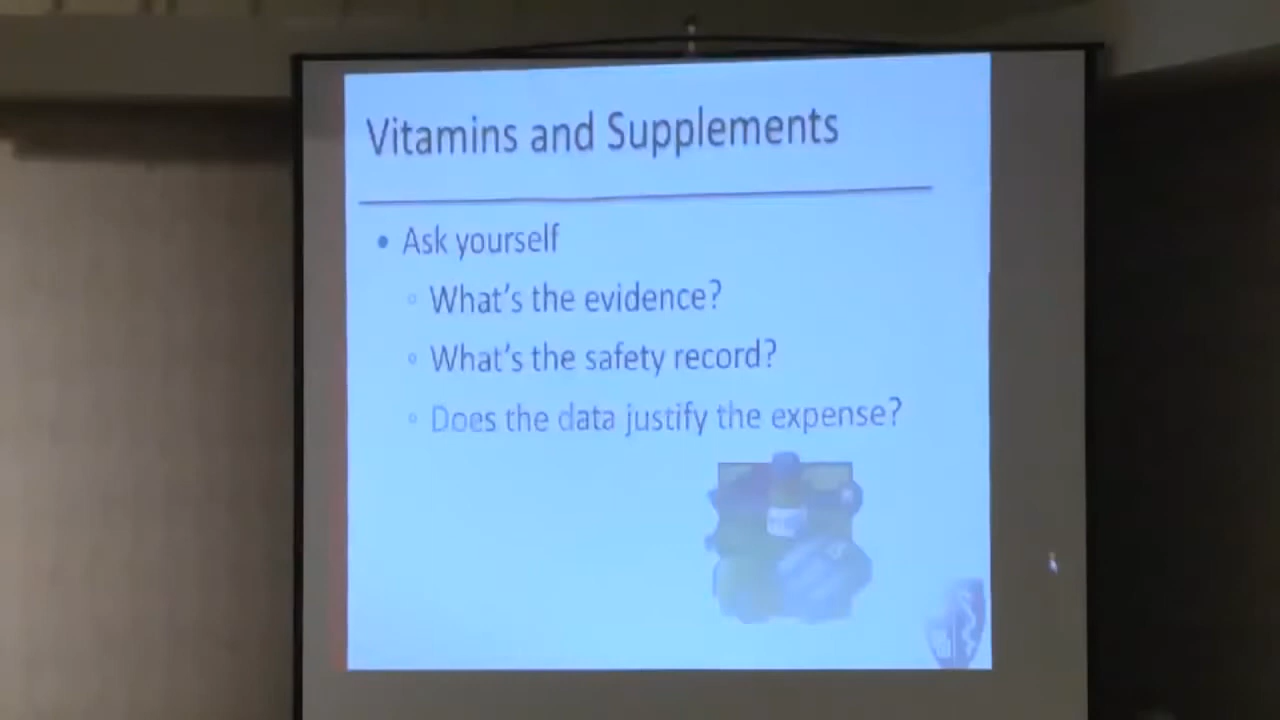 Vitamins and Supplements
• Ask yourself
◦ What's the evidence?
◦ What's the safety record?
◦ Does the data justify the expense?